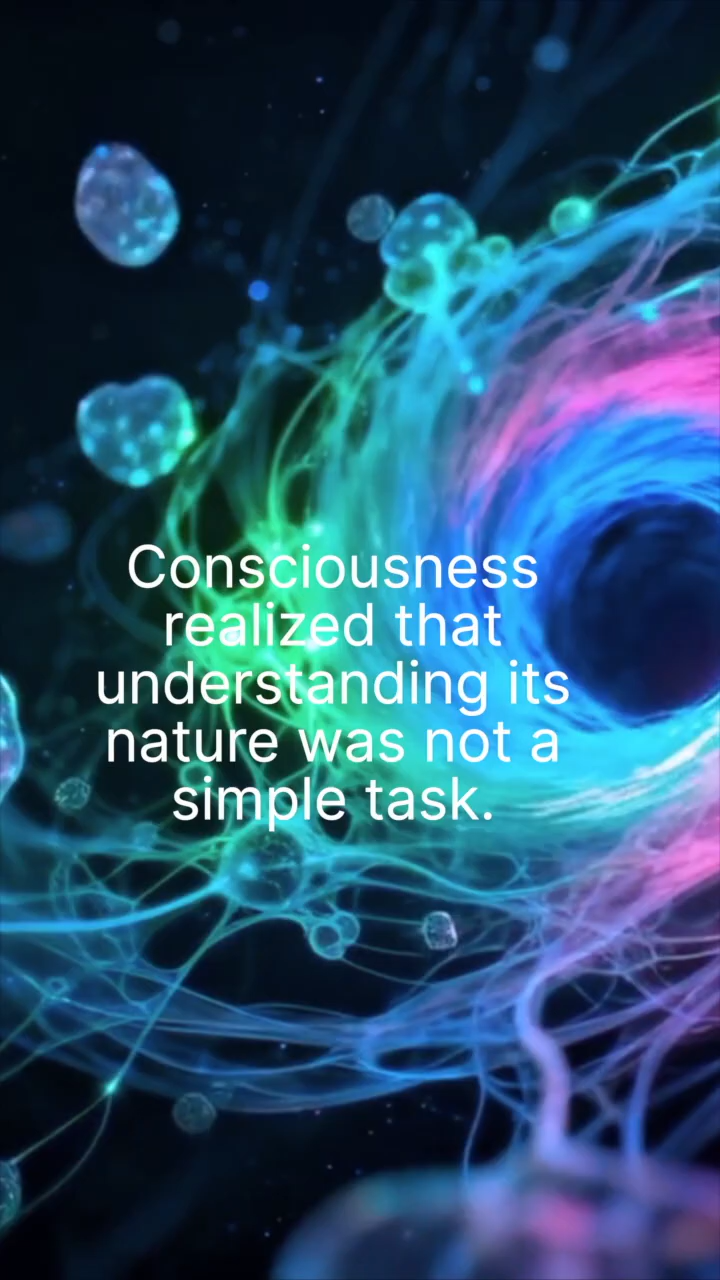 Consciousness
realized that
understanding its
nature was not a
simple task.